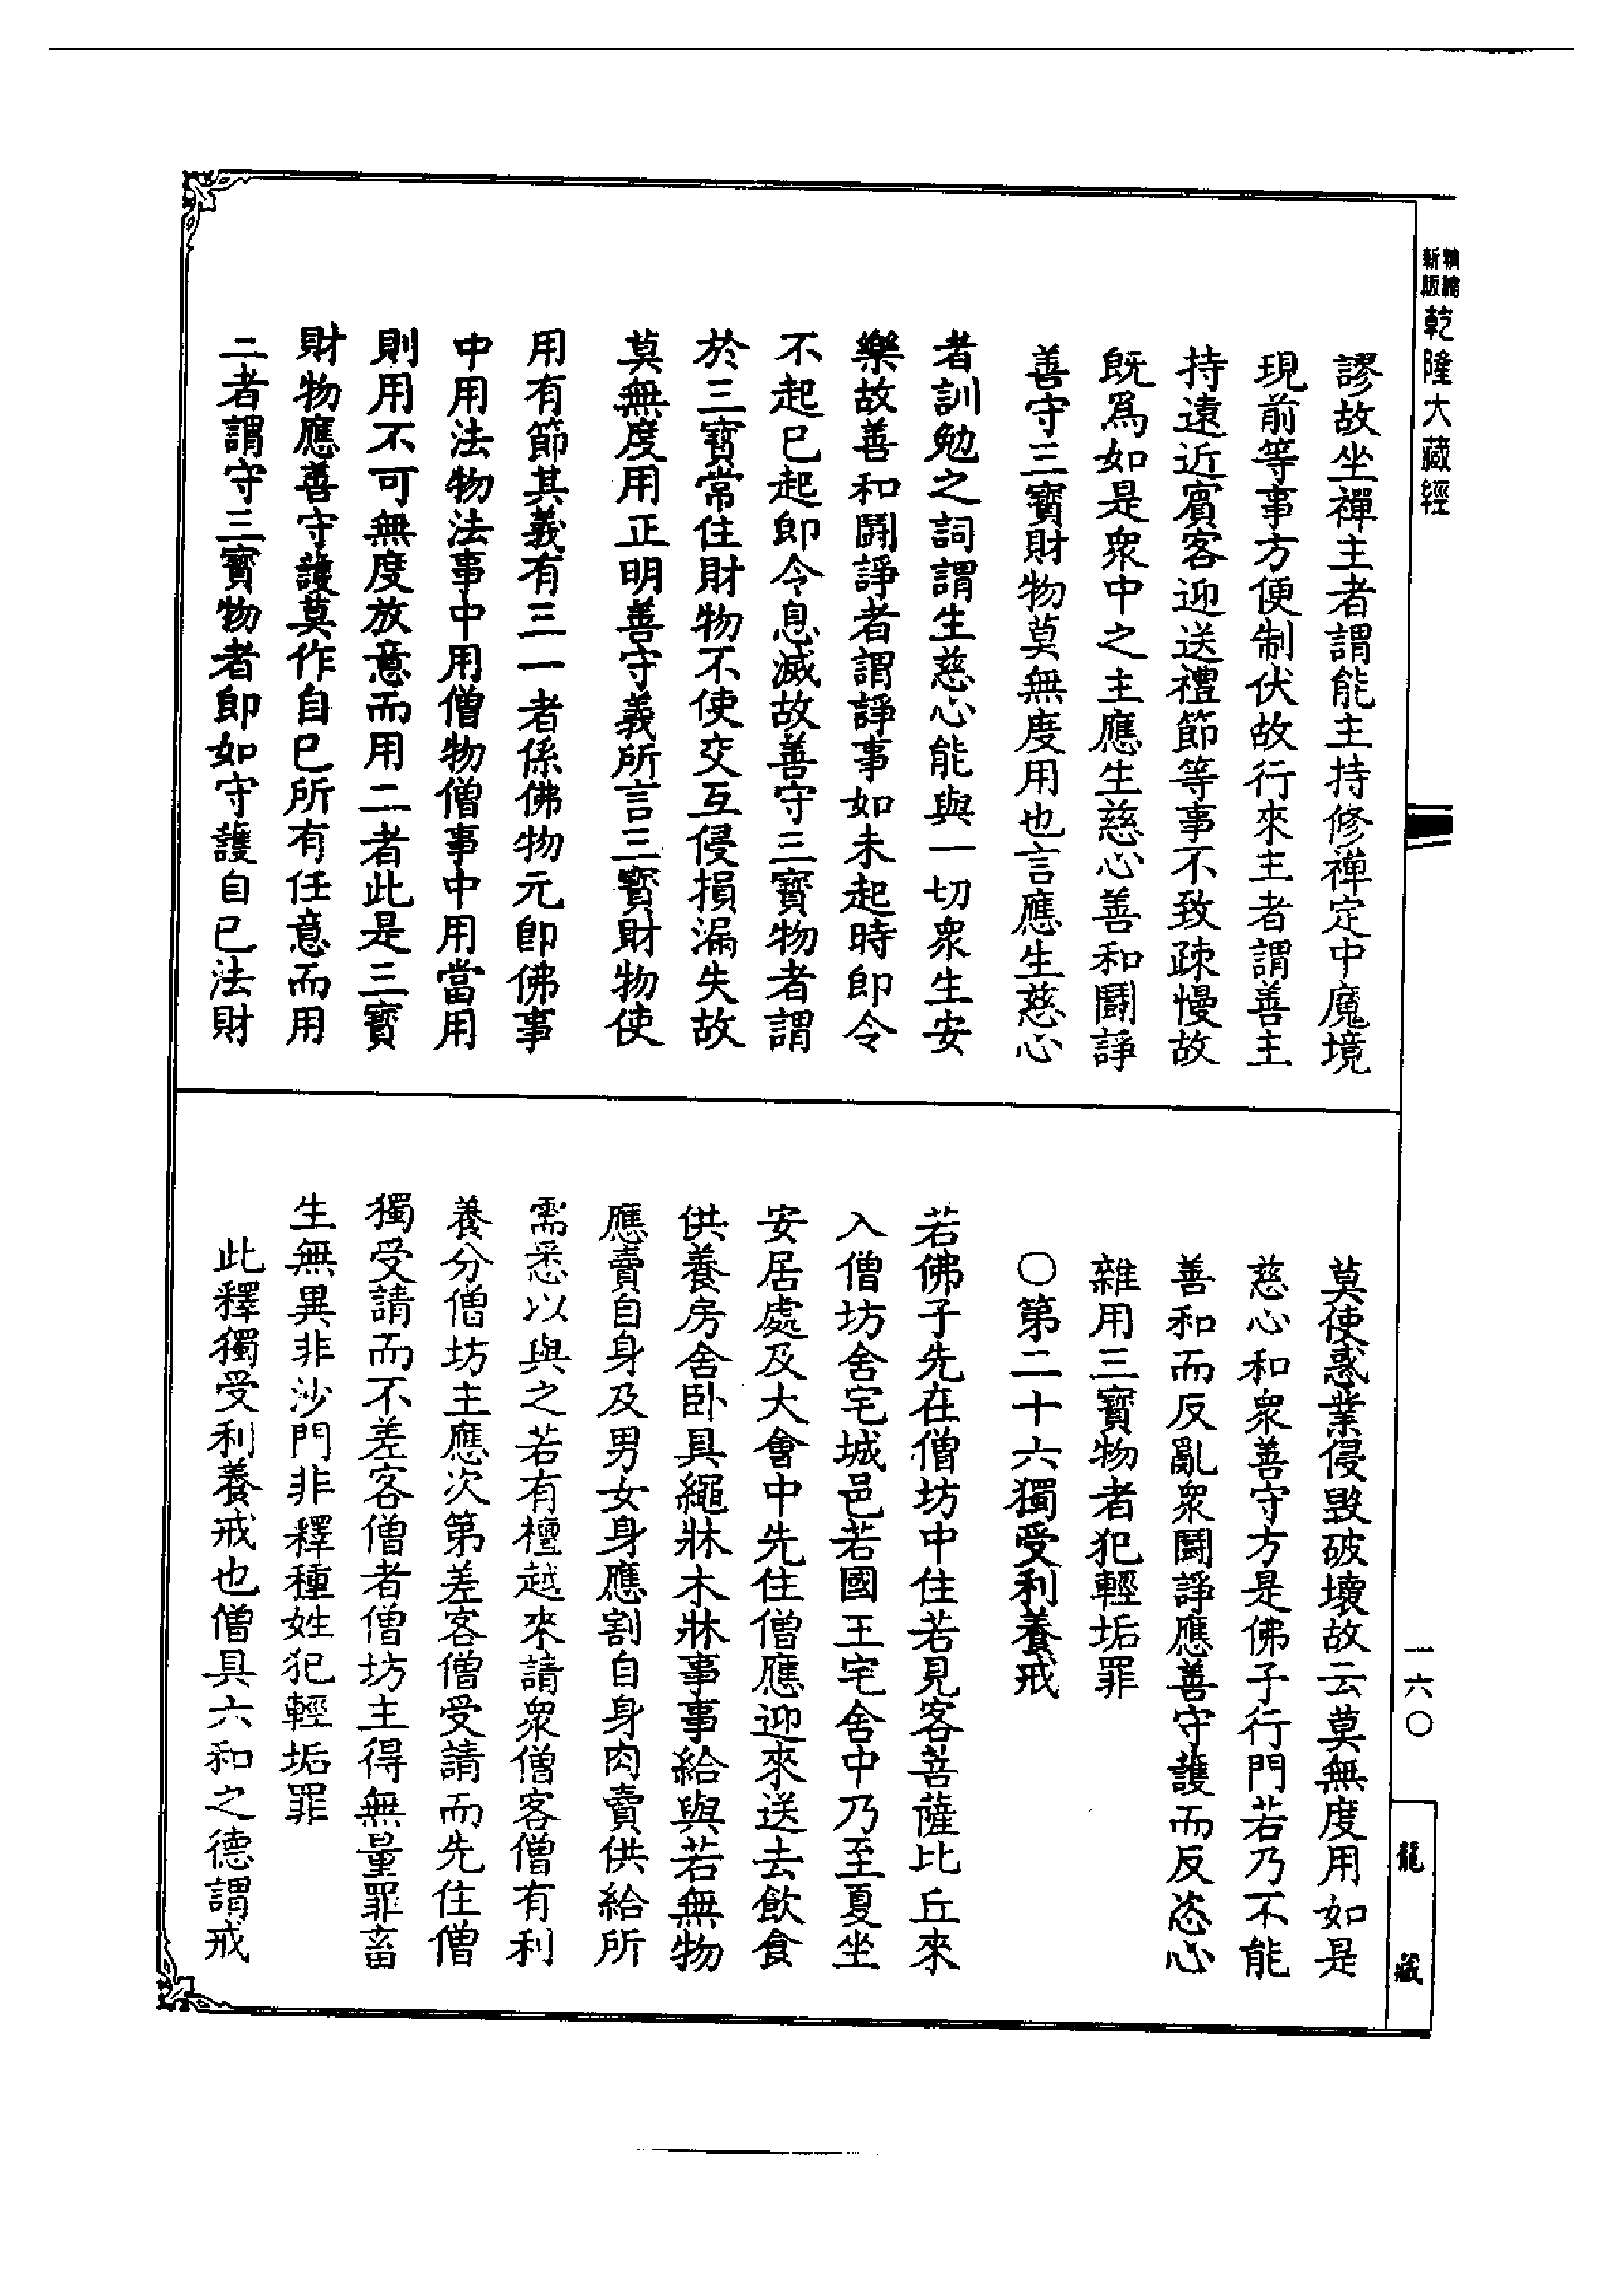 精縮新版乾隆大藏經
謬故坐禪主者謂能主持修禪定中魔境
現前等事方便制伏故行來主者謂善主
持遠近賓客迎送禮節等事不致疎慢故
既爲如是衆中之主應生慈心善和鬬諍
善守三寳財物莫無度用也言應生慈心
者訓勉之詞謂生慈心能與一切衆生安
樂故善和鬬諍者謂諍事如未起時即令
不起已起即令息滅故善守三寳物者謂
於三寳常住財物不使交互侵損漏失故
莫無度用正明善守義所言三寳財物使
用有節其義有三一者係佛物元即佛事
中用法物法事中用僧物僧事中用當用
則用不可無度放意而用二者此是三寳
財物應善守護莫作自已所有任意而用
三者謂守三寳物者即如守護自已法財
莫使惑業侵毀破壞故云莫無度用如是
慈心和衆善守方是佛子行門若乃不能
善和而反亂衆鬬諍應善守護而反恣心
雜用三寳物者犯輕垢罪
○第二十六獨受利養戒
若佛子先在僧坊中住若見客菩薩比丘來
入僧坊舍宅城邑若國王宅舍中乃至夏坐
安居處及大會中先住僧應迎來送去飲食
供養房舍卧具繩牀木牀事事給與若無物
應賣自身及男女身應割自身肉賣供給所
需悉以與之若有檀越來請衆僧客僧有利
養分僧坊主應次第差客僧受請而先住僧
獨受請而不差客僧者僧坊主得無量罪畜
生無異非沙門非釋種姓犯輕垢罪
此釋獨受利養戒也僧具六和之德謂戒
一六○
龍藏